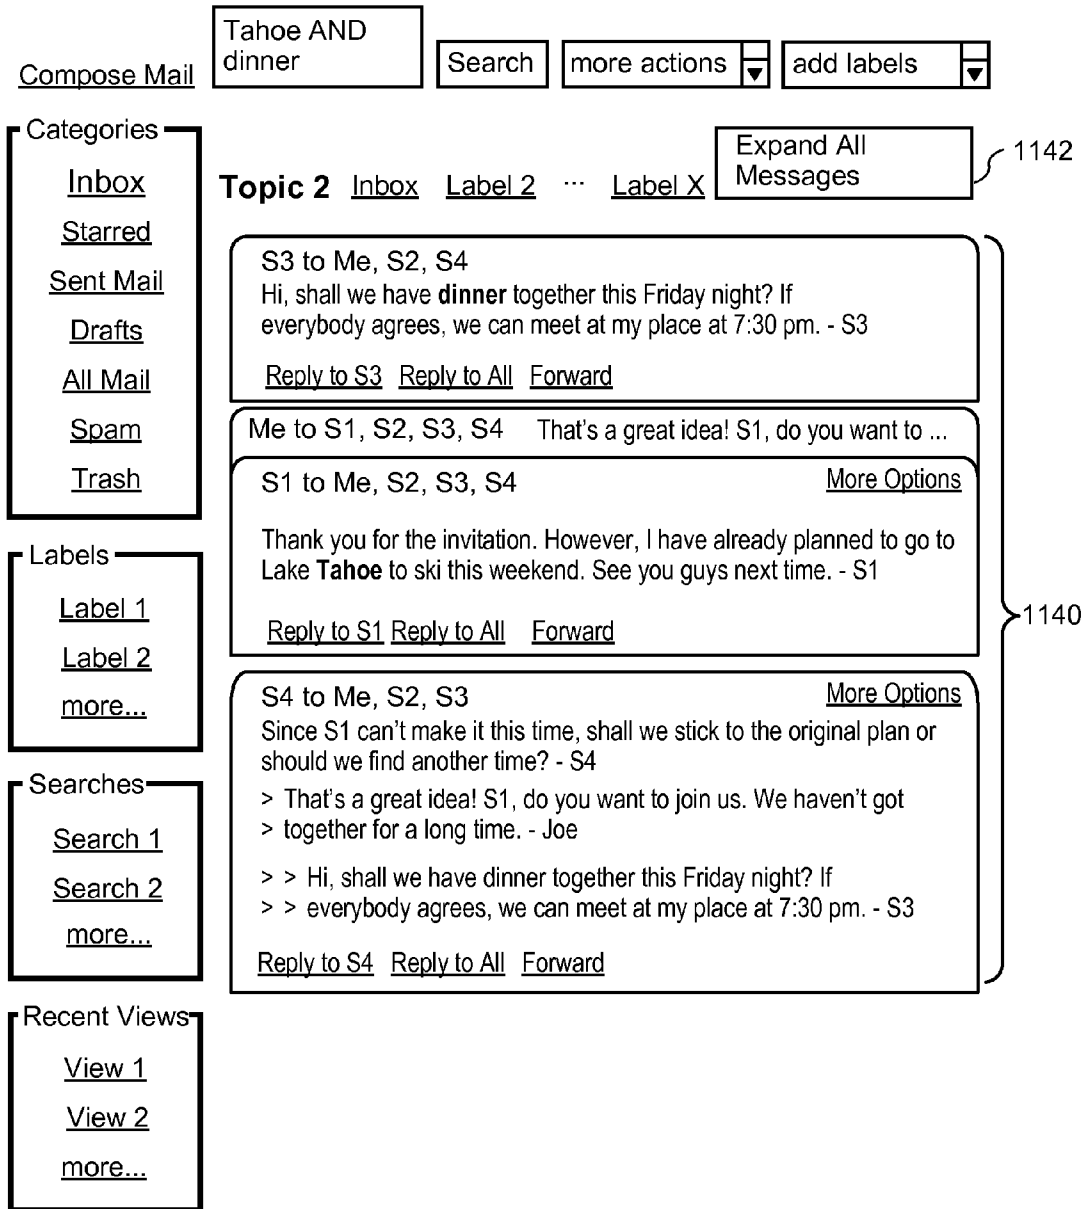 Compose Mail
Tahoe AND
dinner
Search
more actions
add labels
Categories
Inbox
Starred
Sent Mail
Drafts
All Mail
Spam
Trash
Labels
Label 1
Label 2
more...
Searches
Search 1
Search 2
more...
Recent Views
View 1
View 2
more...
Topic 2 Inbox Label 2 ... Label X
Expand All
Messages
1142
S3 to Me, S2, S4
Hi, shall we have dinner together this Friday night? If
everybody agrees, we can meet at my place at 7:30 pm. - S3
Reply to S3 Reply to All Forward
Me to S1, S2, S3, S4 That's a great idea! S1, do you want to ...
S1 to Me, S2, S3, S4 More Options
Thank you for the invitation. However, I have already planned to go to
Lake Tahoe to ski this weekend. See you guys next time. - S1
Reply to S1 Reply to All Forward
S4 to Me, S2, S3 More Options
Since S1 can't make it this time, shall we stick to the original plan or
should we find another time? - S4
> That's a great idea! S1, do you want to join us. We haven't got
> together for a long time. - Joe
> > Hi, shall we have dinner together this Friday night? If
> > everybody agrees, we can meet at my place at 7:30 pm. - S3
Reply to S4 Reply to All Forward
1140